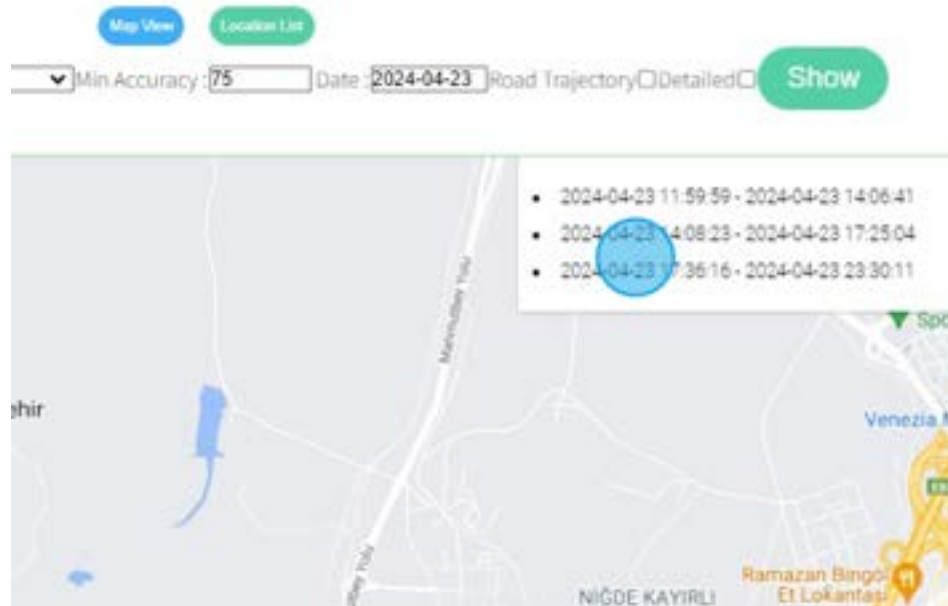 Map View Location List
Min Accuracy : 75 Date : 2024-04-23 Road Trajectory Detailed Show
2024-04-23 11:59:59 - 2024-04-23 14:06:41
2024-04-23 14:08:23 - 2024-04-23 17:25:04
2024-04-23 17:36:16 - 2024-04-23 23:30:11
Mahmutbey Yolu
Spo
ehir
Venezia
Yolu
Ramazan Bingöl
Et Lokantası
NİĞDE KAYIRLI